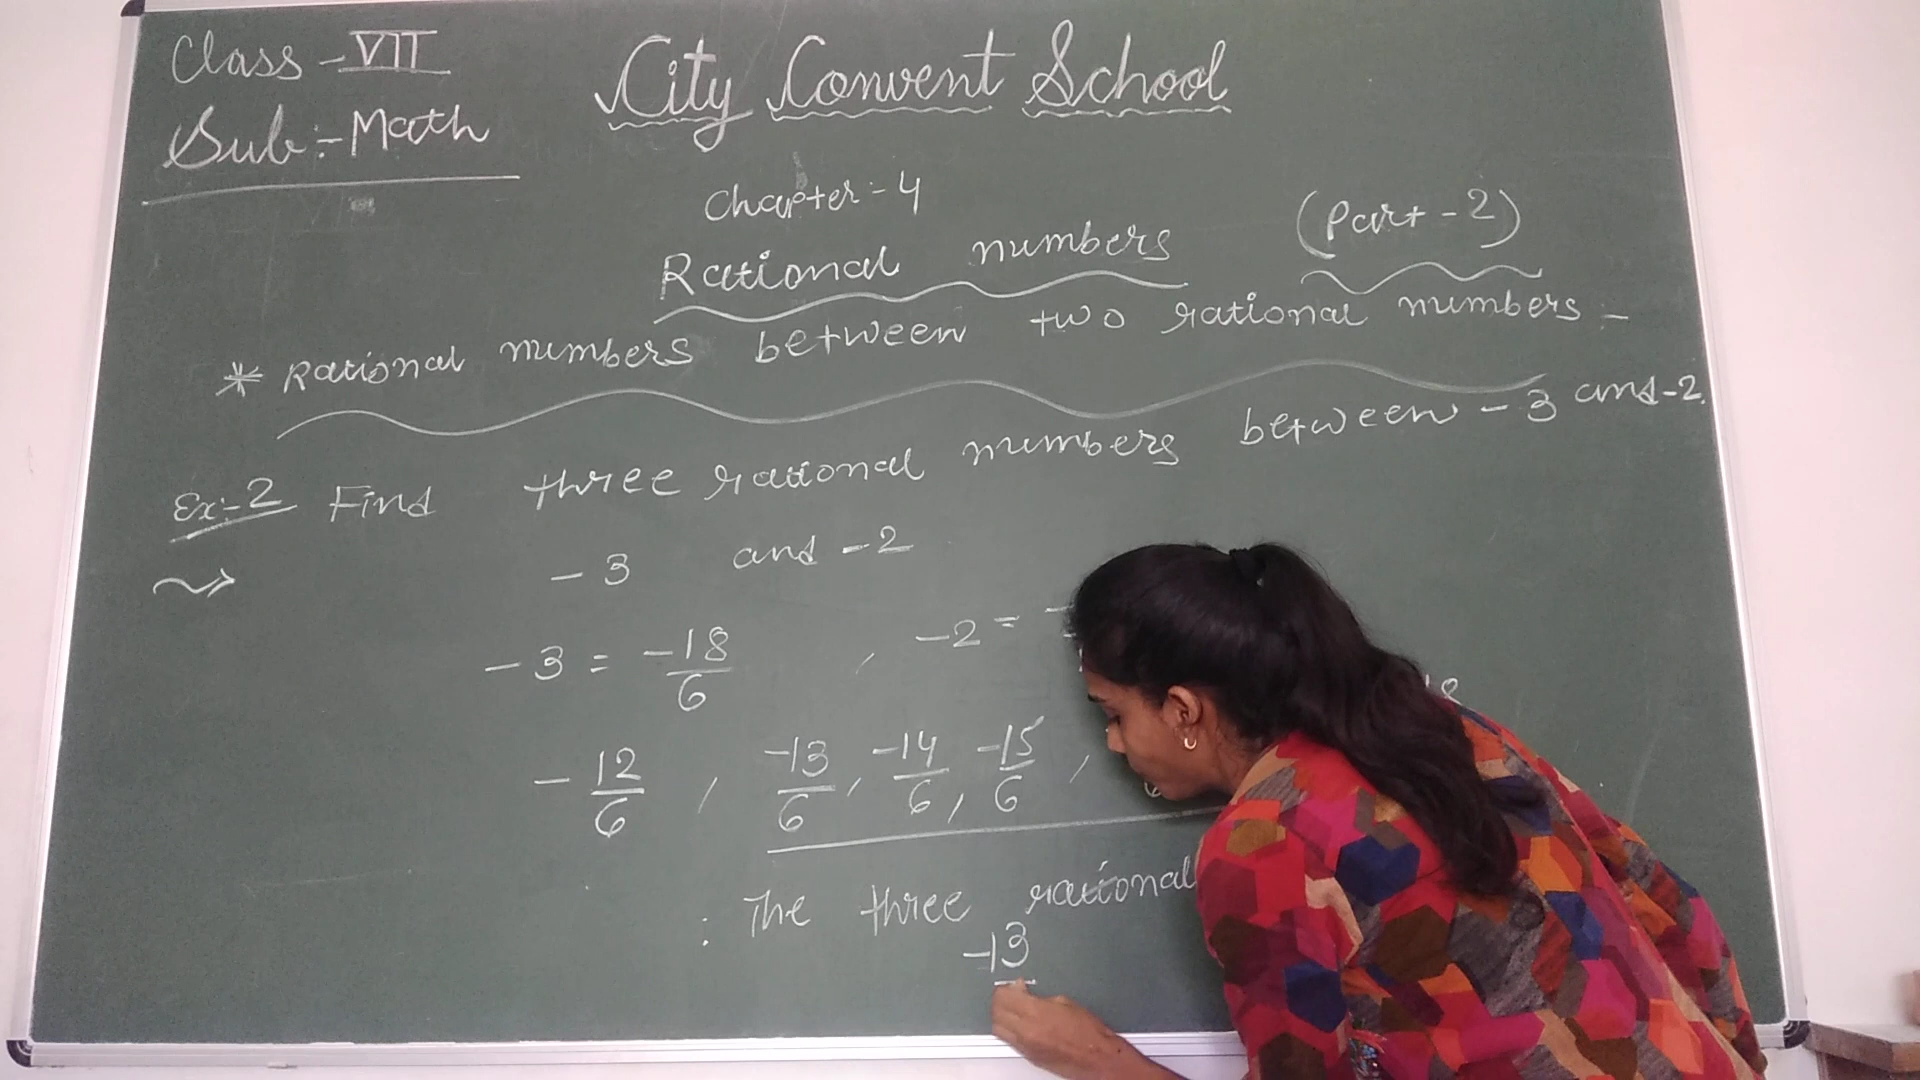 Class - VII
Sub:- Math
City Convent School
Chapter:- 4
Rational numbers (Part - 2)
* Rational numbers between two rational numbers -
Ex:-2 Find three rational numbers between - 3 and -2.
- 3 and -2
- 3 = -18/6 , -2 =
- 12/6 , -13/6 , -14/6 , -15/6 ,
: The three rational
-13